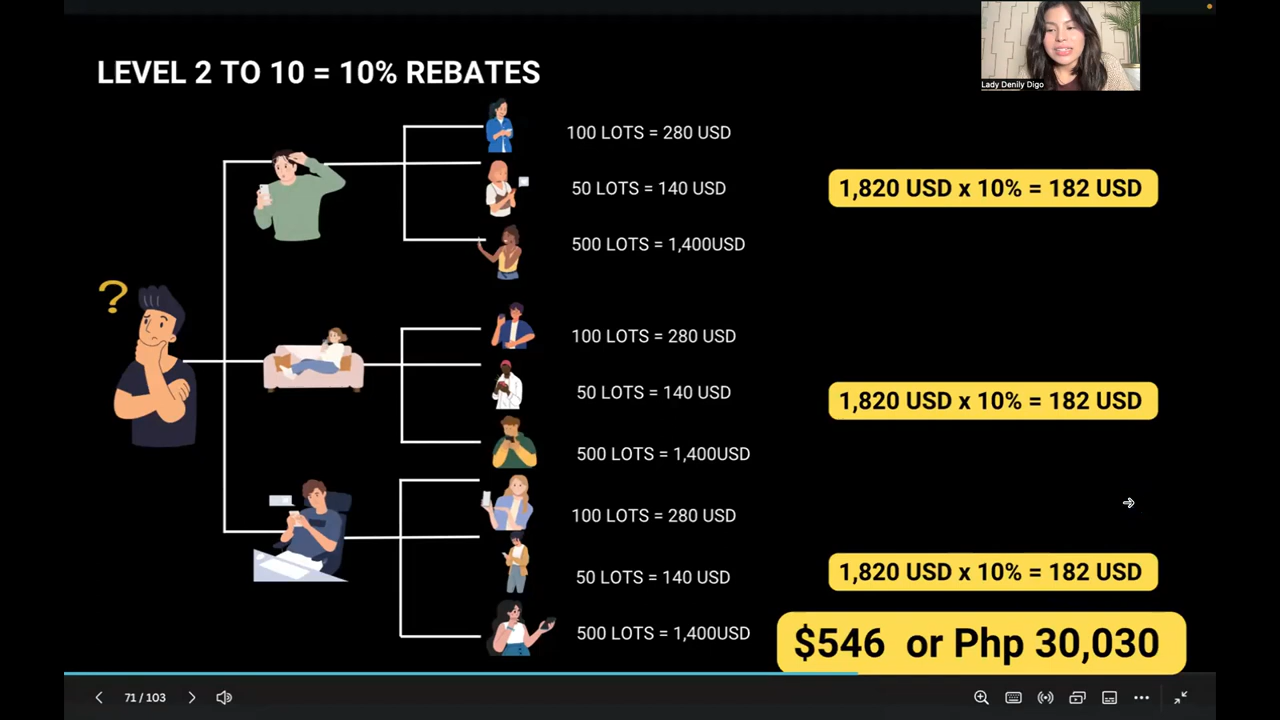 Lady Denily Digo
LEVEL 2 TO 10 = 10% REBATES
100 LOTS = 280 USD
50 LOTS = 140 USD
500 LOTS = 1,400USD
1,820 USD x 10% = 182 USD
?
100 LOTS = 280 USD
50 LOTS = 140 USD
500 LOTS = 1,400USD
1,820 USD x 10% = 182 USD
100 LOTS = 280 USD
50 LOTS = 140 USD
500 LOTS = 1,400USD
1,820 USD x 10% = 182 USD
$546 or Php 30,030
71 / 103